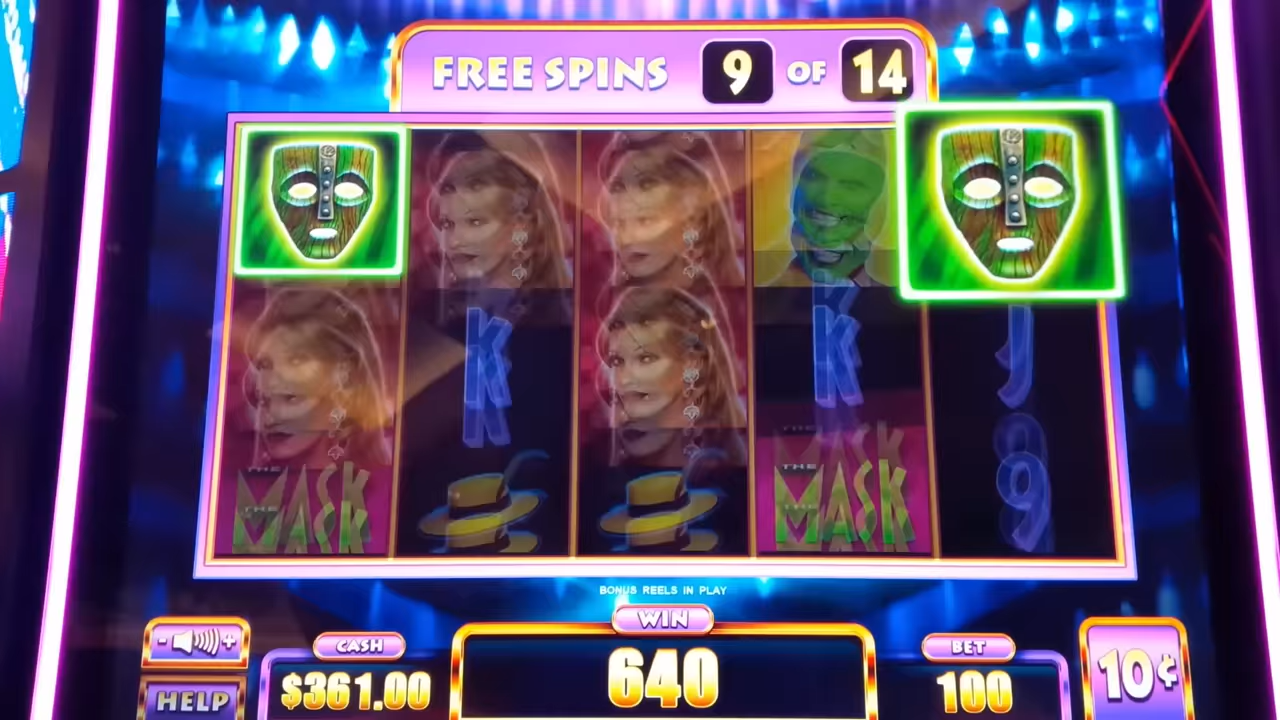 FREE SPINS 9 OF 14
K
K
J
THE MASK
THE MASK
9
BONUS REELS IN PLAY
WIN
- +
CASH
BET
$361.00
640
100
10¢
HELP